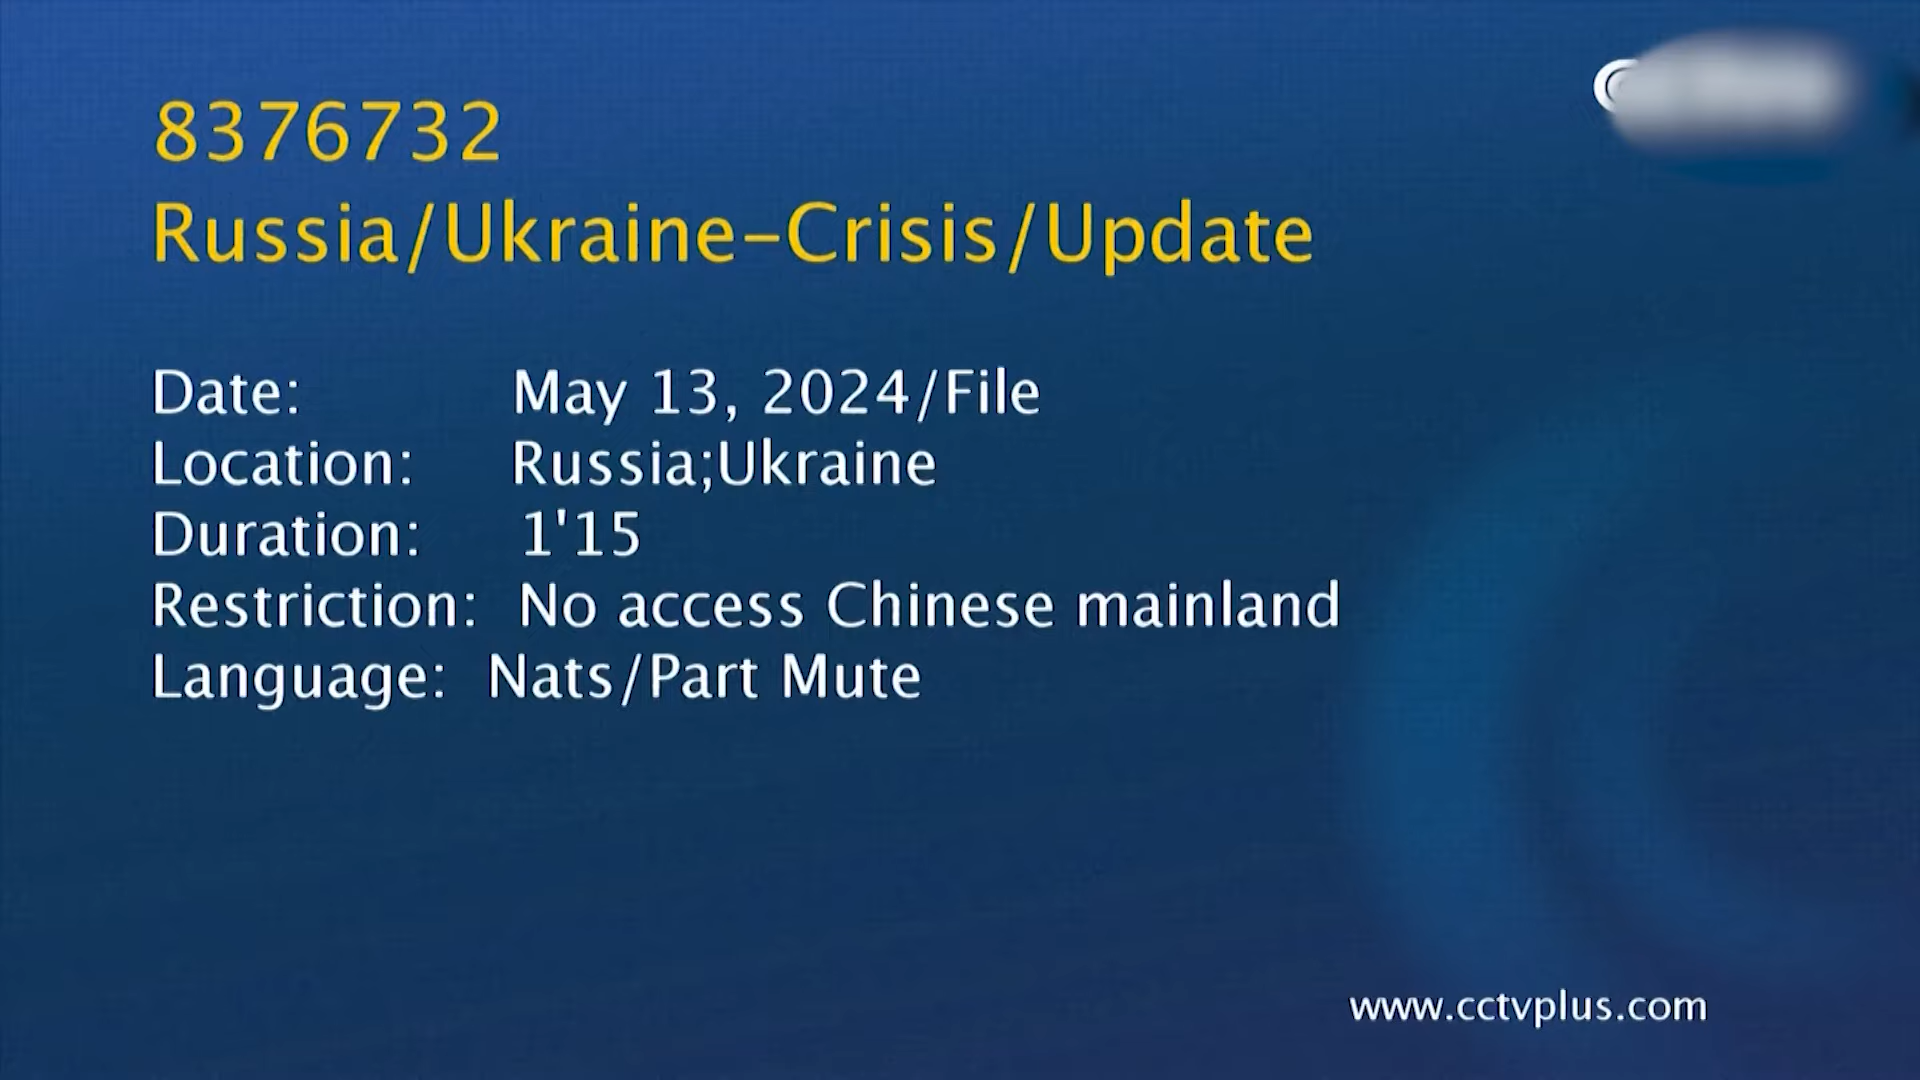 8376732
Russia/Ukraine-Crisis/Update
Date: May 13, 2024/File
Location: Russia;Ukraine
Duration: 1'15
Restriction: No access Chinese mainland
Language: Nats/Part Mute
www.cctvplus.com